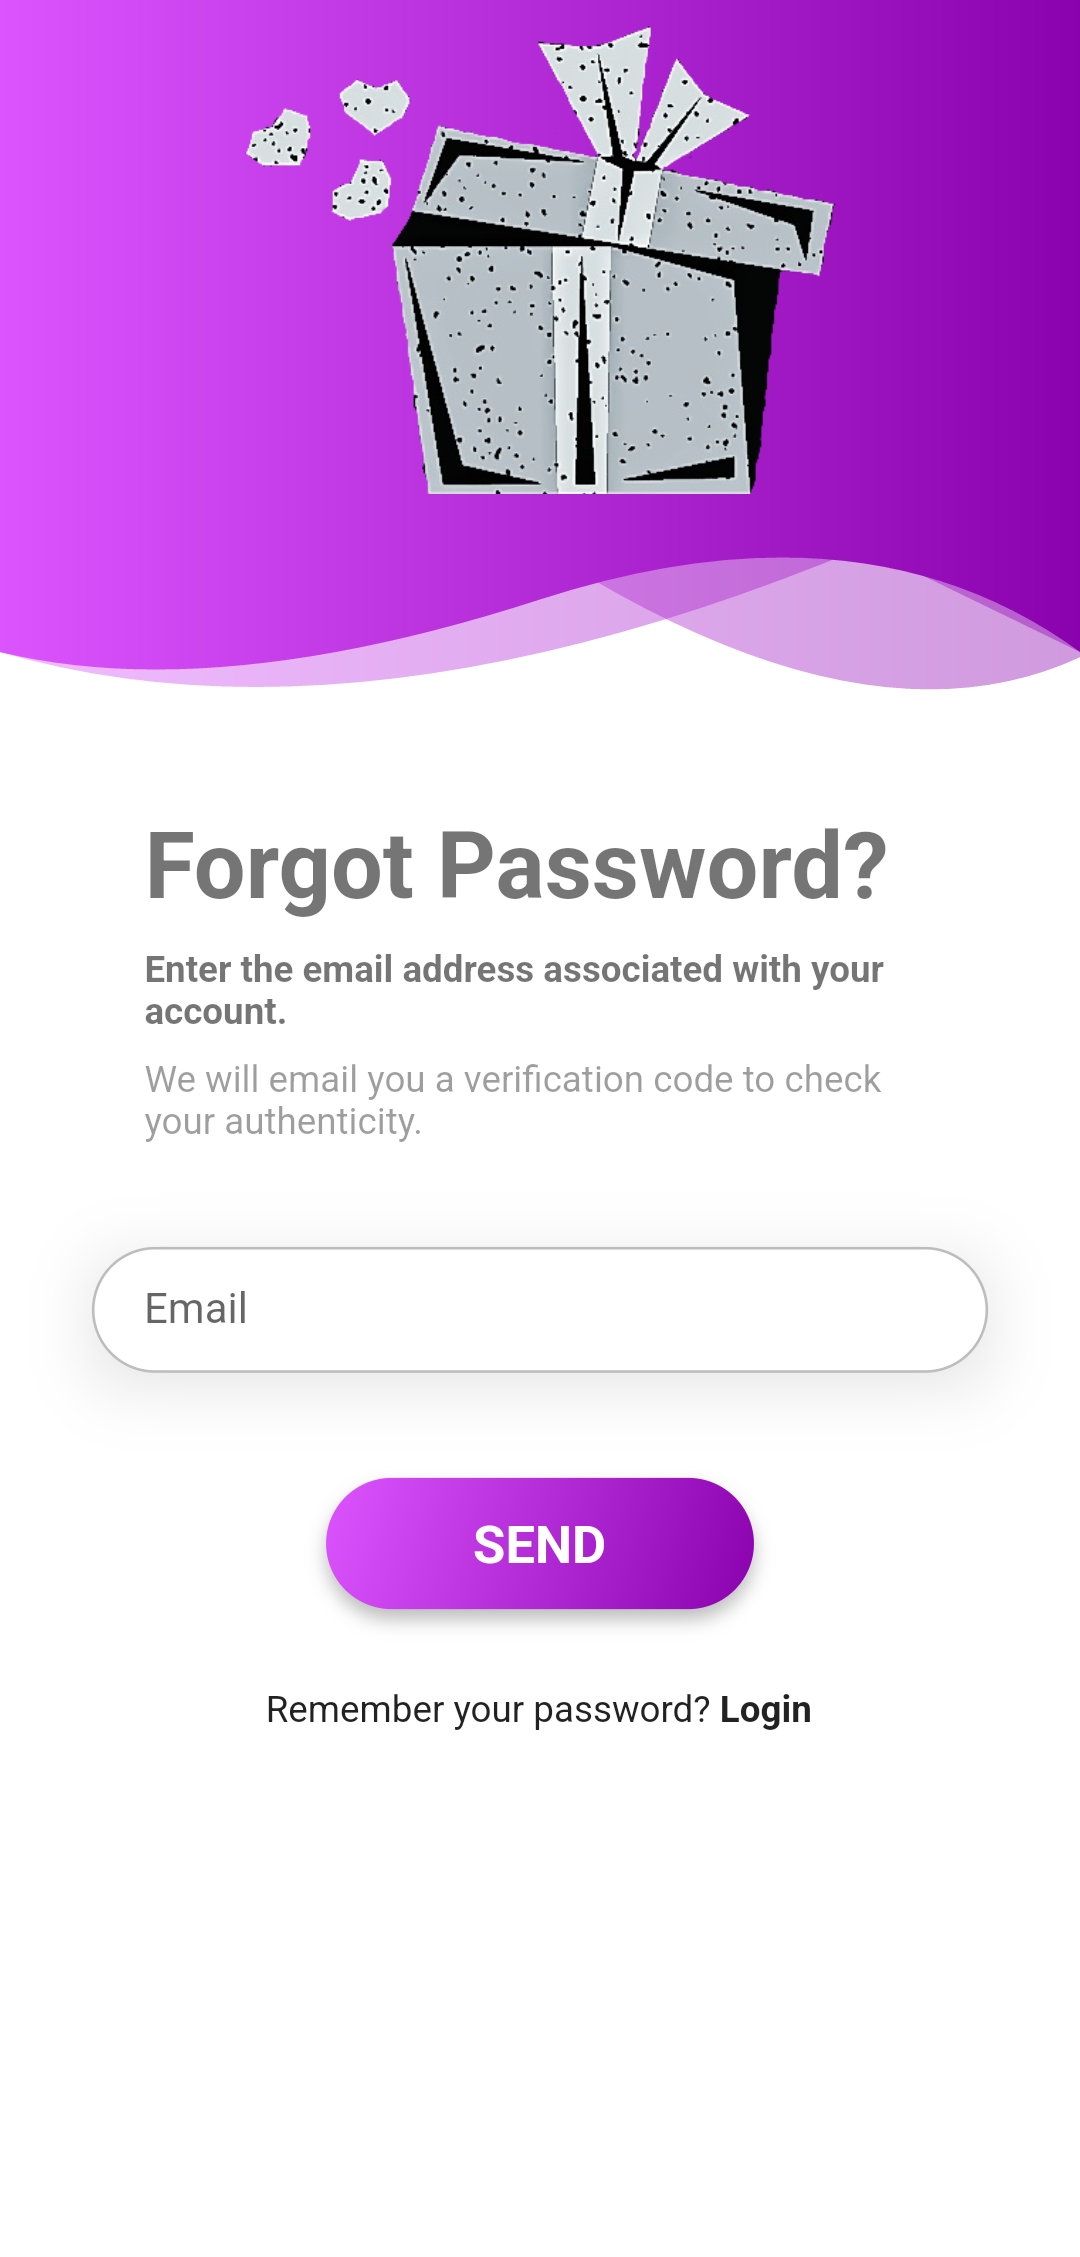 Forgot Password?
Enter the email address associated with your
account.
We will email you a verification code to check
your authenticity.
Email
SEND
Remember your password? Login